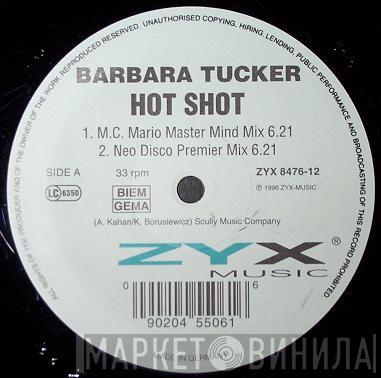 ALL RIGHTS OF THE PRODUCER AND OF THE OWNER OF THE WORK REPRODUCED RESERVED. UNAUTHORISED COPYING, HIRING, LENDING, PUBLIC PERFORMANCE AND BROADCASTING OF THIS RECORD PROHIBITED.
BARBARA TUCKER
HOT SHOT
1. M.C. Mario Master Mind Mix 6.21
2. Neo Disco Premier Mix 6.21
SIDE A 33 rpm ZYX 8476-12
LC 6350 BIEM GEMA ℗ 1996 ZYX-MUSIC
(A. Kahan/K. Borusiewicz) Scully Music Company
ZYX®
MUSIC
0 6
90204 55061
МАРКЕТ ВИНИЛА
MADE IN GERMANY